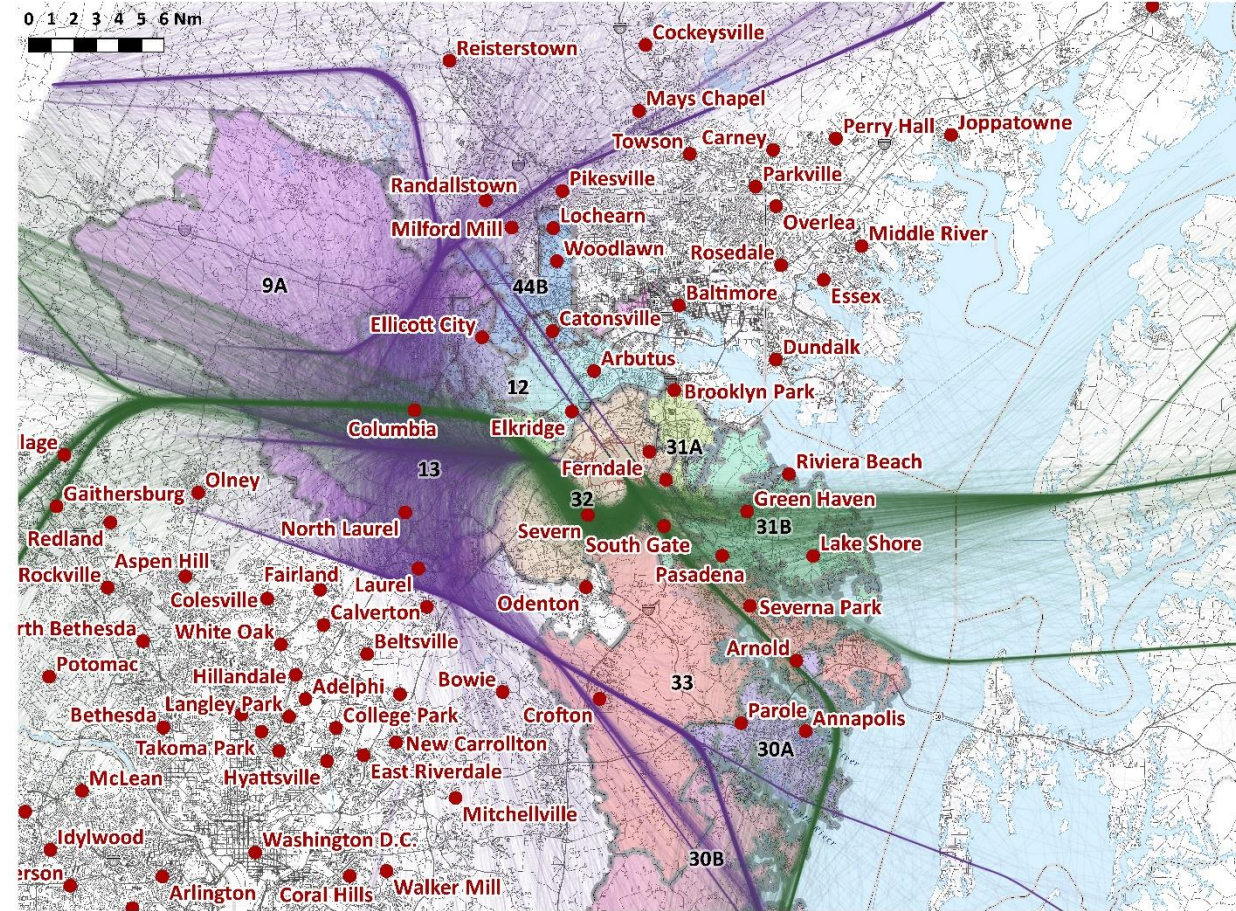 0 1 2 3 4 5 6 Nm
Reisterstown
Cockeysville
Mays Chapel
Towson
Carney
Perry Hall
Joppatowne
Randallstown
Pikesville
Parkville
Milford Mill
Lochearn
Overlea
Woodlawn
Rosedale
Middle River
9A
44B
Essex
Ellicott City
Catonsville
Baltimore
Arbutus
Dundalk
12
Brooklyn Park
Columbia
Elkridge
31A
lage
13
Ferndale
Riviera Beach
Gaithersburg
Olney
32
Green Haven
Redland
North Laurel
Severn
31B
South Gate
Lake Shore
Rockville
Aspen Hill
Fairland
Laurel
Pasadena
Colesville
Calverton
Odenton
Severna Park
rth Bethesda
White Oak
Beltsville
Arnold
Potomac
Hillandale
Adelphi
Bowie
33
Langley Park
Crofton
Parole
Bethesda
College Park
Annapolis
Takoma Park
New Carrollton
30A
Hyattsville
East Riverdale
McLean
Mitchellville
Idylwood
Washington D.C.
30B
erson
Arlington
Coral Hills
Walker Mill